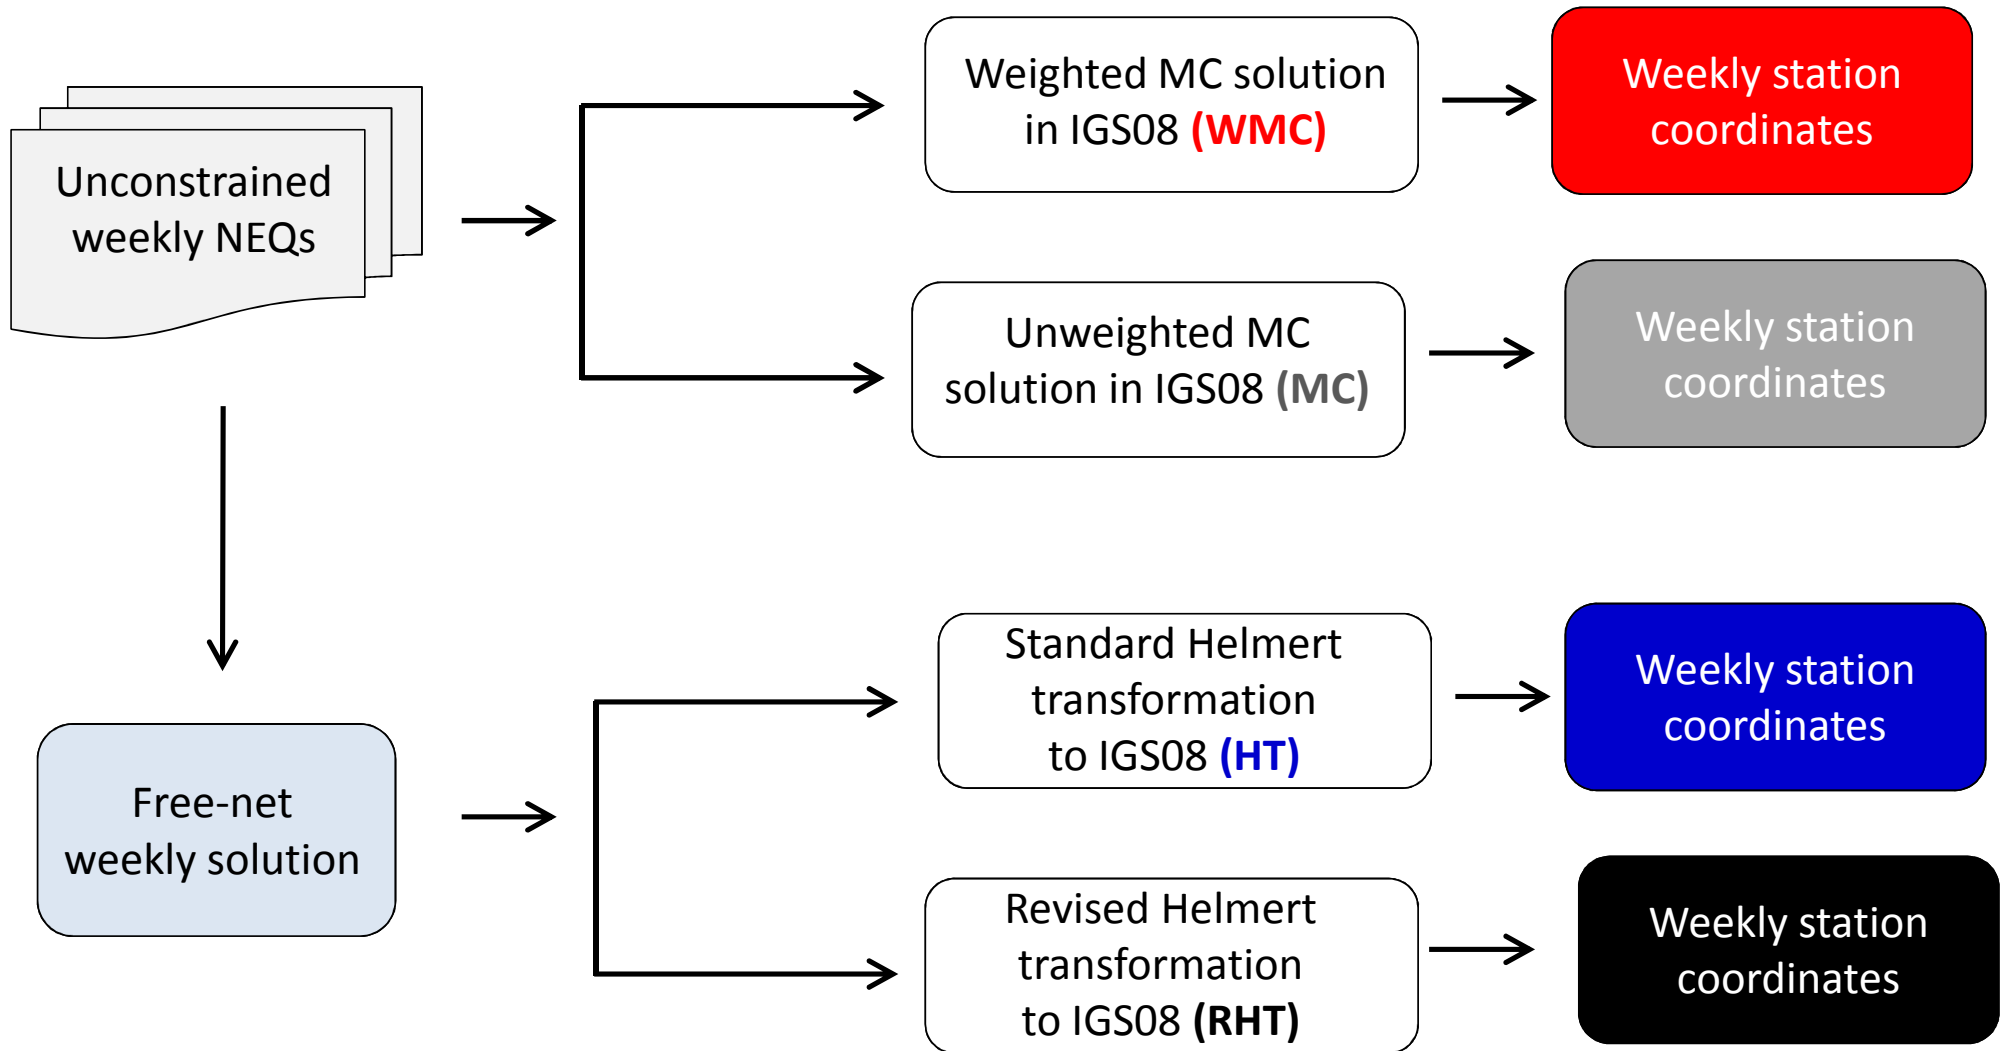 Unconstrained
weekly NEQs
Weighted MC solution
in IGS08 (WMC)
Weekly station
coordinates
Unweighted MC
solution in IGS08 (MC)
Weekly station
coordinates
Free-net
weekly solution
Standard Helmert
transformation
to IGS08 (HT)
Weekly station
coordinates
Revised Helmert
transformation
to IGS08 (RHT)
Weekly station
coordinates